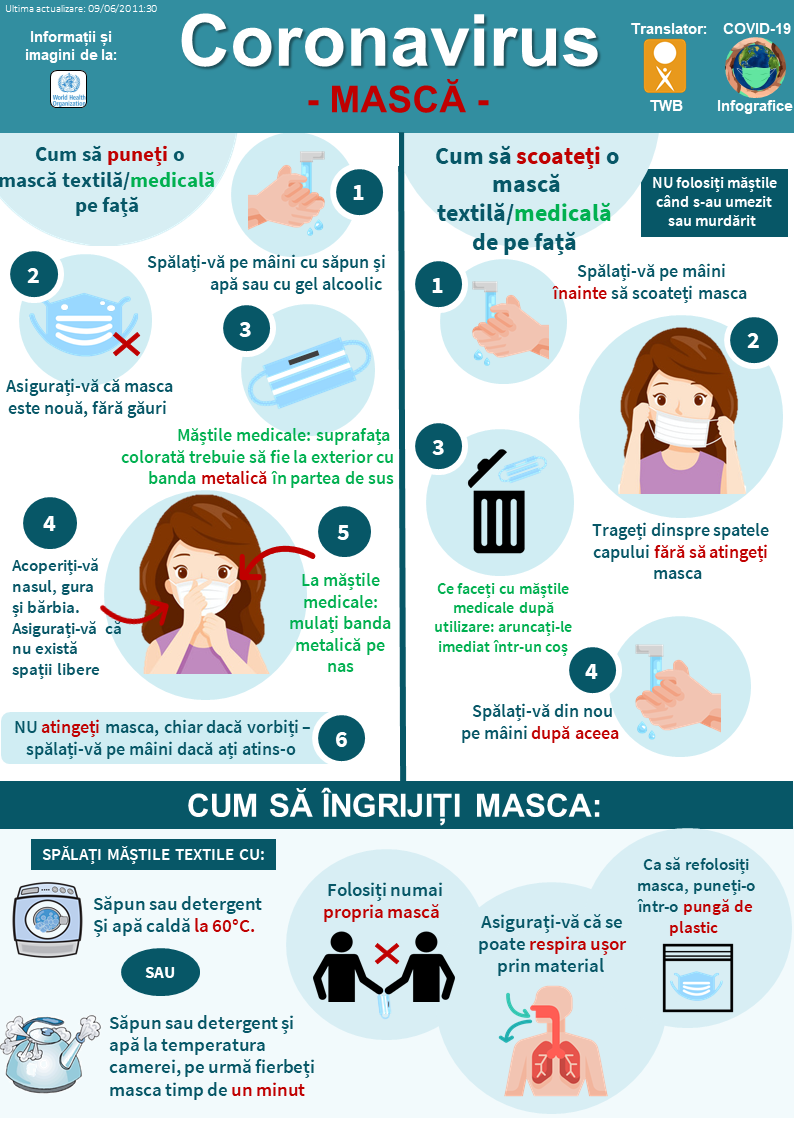 Ultima actualizare: 09/06/20 11:30
Informații și
imagini de la:
World Health
Organization
Coronavirus
- MASCĂ -
Translator:
TWB
COVID-19
Infografice
Cum să puneți o
mască textilă/medicală
pe față
1
Spălați-vă pe mâini cu săpun și
apă sau cu gel alcoolic
2
Asigurați-vă că masca
este nouă, fără găuri
3
Măștile medicale: suprafața
colorată trebuie să fie la exterior cu
banda metalică în partea de sus
4
Acoperiți-vă
nasul, gura
și bărbia.
Asigurați-vă că
nu există
spații libere
5
La măștile
medicale:
mulați banda
metalică pe
nas
NU atingeți masca, chiar dacă vorbiți –
spălați-vă pe mâini dacă ați atins-o
6
Cum să scoateți o
mască
textilă/medicală
de pe față
NU folosiți măștile
când s-au umezit
sau murdărit
1
Spălați-vă pe mâini
înainte să scoateți masca
2
Trageți dinspre spatele
capului fără să atingeți
masca
3
Ce faceți cu măștile
medicale după
utilizare: aruncați-le
imediat într-un coș
4
Spălați-vă din nou
pe mâini după aceea
CUM SĂ ÎNGRIJIȚI MASCA:
SPĂLAȚI MĂȘTILE TEXTILE CU:
Săpun sau detergent
Și apă caldă la 60°C.
SAU
Săpun sau detergent și
apă la temperatura
camerei, pe urmă fierbeți
masca timp de un minut
Folosiți numai
propria mască
Asigurați-vă că se
poate respira ușor
prin material
Ca să refolosiți
masca, puneți-o
într-o pungă de
plastic